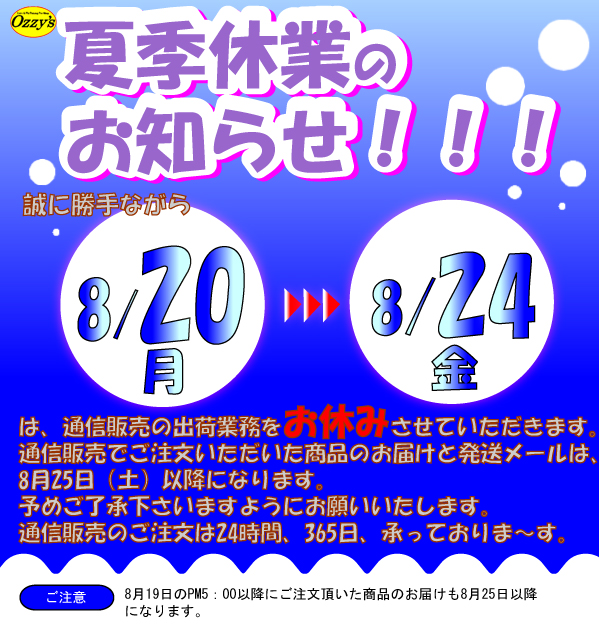 Ozzy's
夏季休業の
お知らせ！！！
誠に勝手ながら
8/20 8/24
月 金
は、通信販売の出荷業務をお休みさせていただきます。
通信販売でご注文いただいた商品のお届けと発送メールは、
8月25日（土）以降になります。
予めご了承下さいますようにお願いいたします。
通信販売のご注文は24時間、365日、承っておりま～す。
ご注意 8月19日のPM5：00以降にご注文頂いた商品のお届けも8月25日以降
になります。